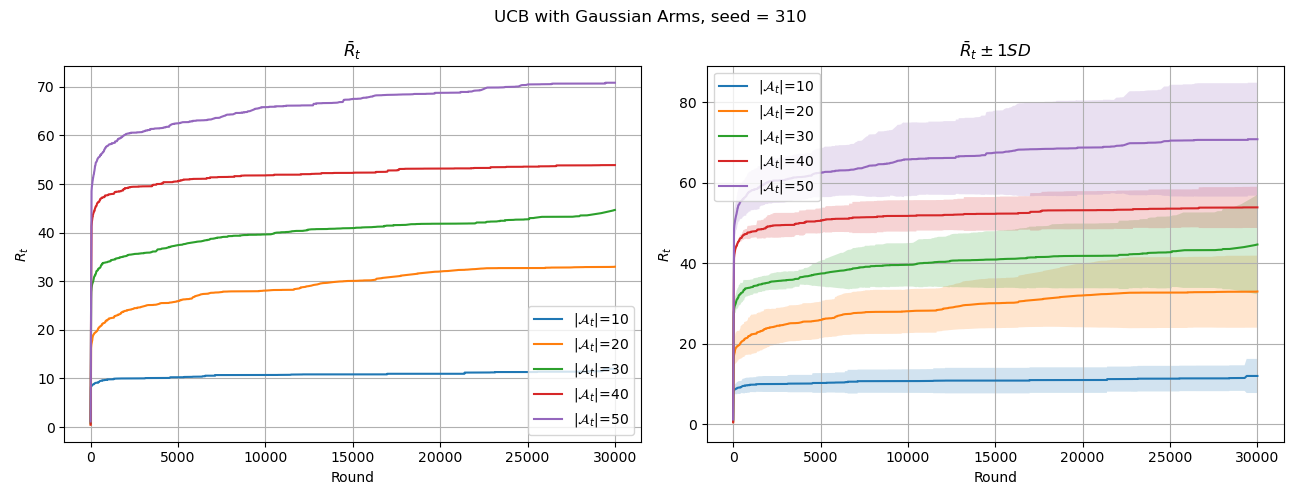 UCB with Gaussian Arms, seed = 310
R̄ₜ
Rₜ
70
60
50
40
30
20
10
0
|𝒜ₜ|=10
|𝒜ₜ|=20
|𝒜ₜ|=30
|𝒜ₜ|=40
|𝒜ₜ|=50
0 5000 10000 15000 20000 25000 30000
Round
R̄ₜ ± 1SD
Rₜ
80
60
40
20
0
|𝒜ₜ|=10
|𝒜ₜ|=20
|𝒜ₜ|=30
|𝒜ₜ|=40
|𝒜ₜ|=50
0 5000 10000 15000 20000 25000 30000
Round